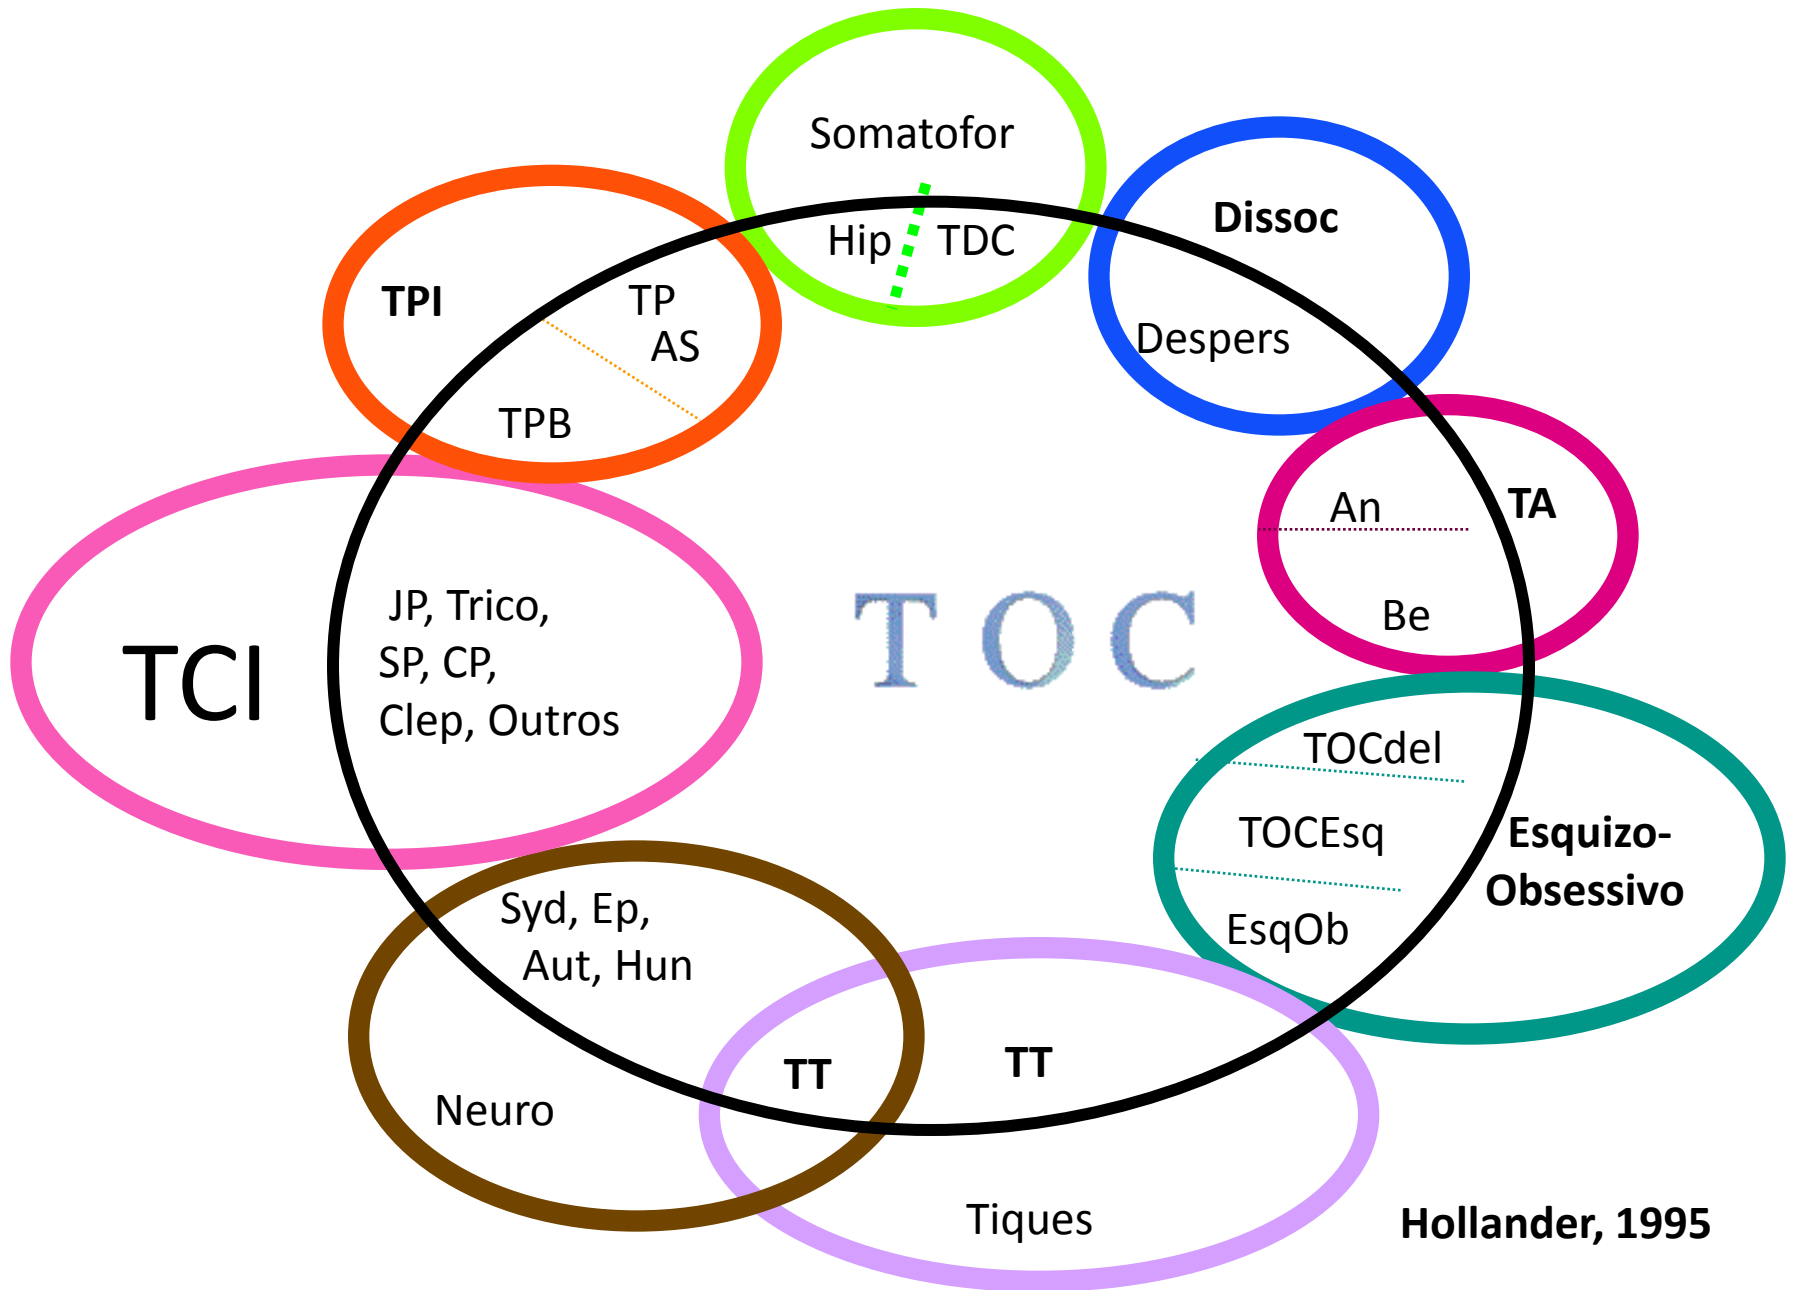 Somatofor
Hip
TDC
Dissoc
Despers
TPI
TP
AS
TPB
An
TA
Be
TOC
TCI
JP, Trico,
SP, CP,
Clep, Outros
TOCdel
TOCEsq
EsqOb
Esquizo-
Obsessivo
Syd, Ep,
Aut, Hun
Neuro
TT
TT
Tiques
Hollander, 1995